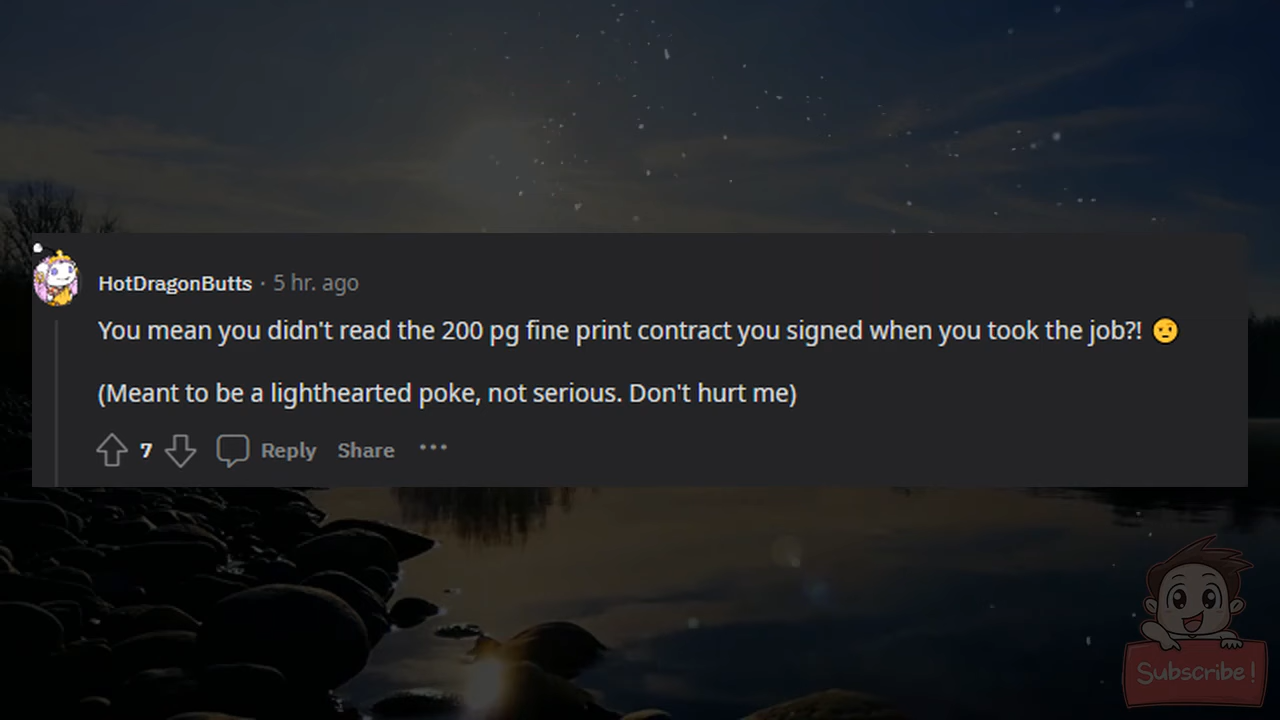 HotDragonButts · 5 hr. ago
You mean you didn't read the 200 pg fine print contract you signed when you took the job?! 😉
(Meant to be a lighthearted poke, not serious. Don't hurt me)
7 Reply Share ···
Subscribe!